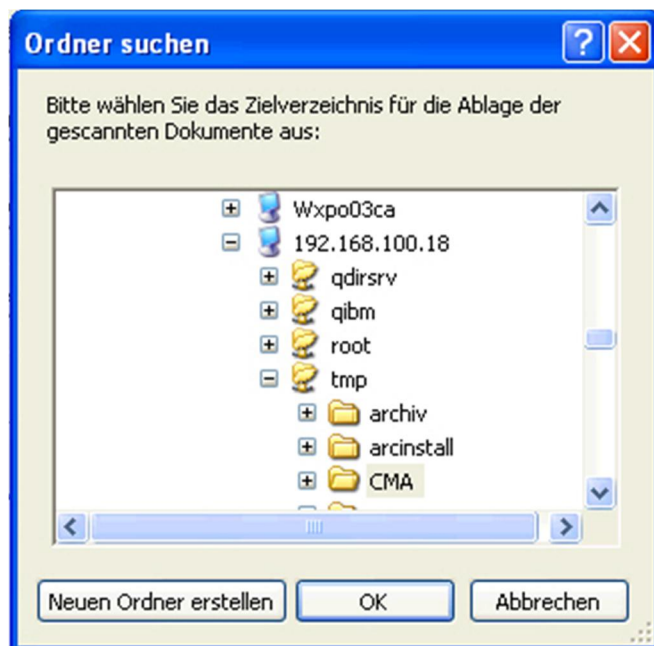 Ordner suchen
Bitte wählen Sie das Zielverzeichnis für die Ablage der
gescannten Dokumente aus:
Wxpo03ca
192.168.100.18
qdirsrv
qibm
root
tmp
archiv
arcinstall
CMA
Neuen Ordner erstellen
OK
Abbrechen